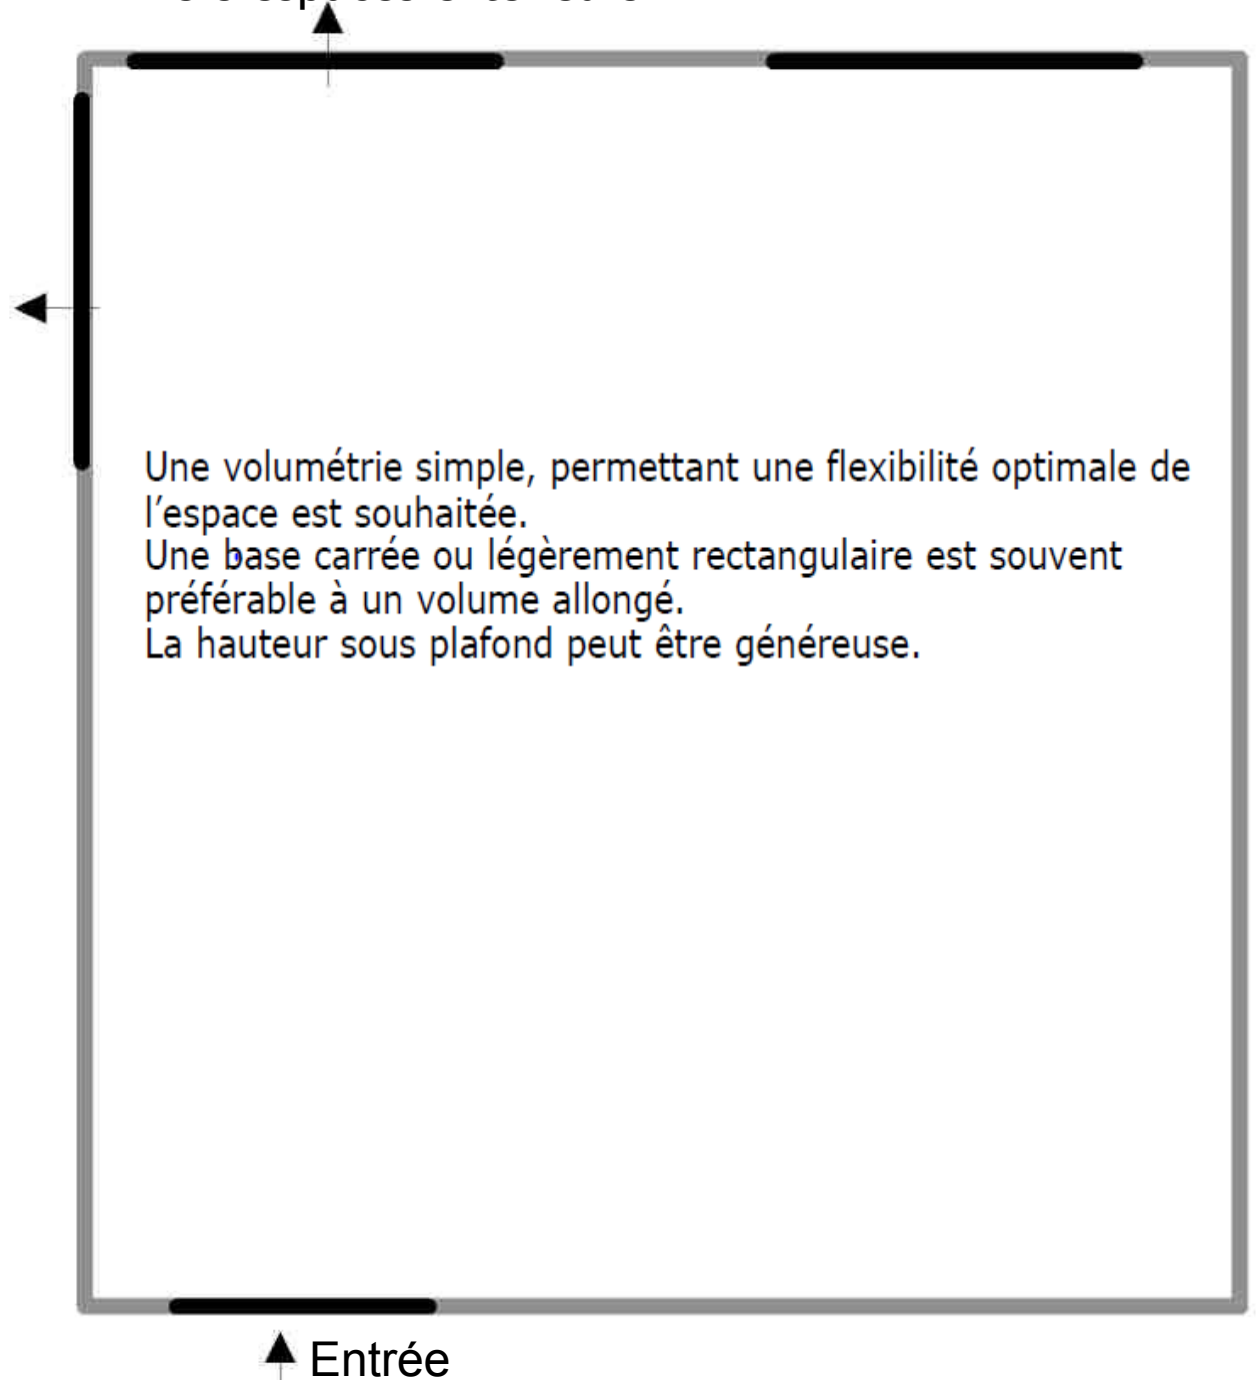 Une volumétrie simple, permettant une flexibilité optimale de
l'espace est souhaitée.
Une base carrée ou légèrement rectangulaire est souvent
préférable à un volume allongé.
La hauteur sous plafond peut être généreuse.
Entrée